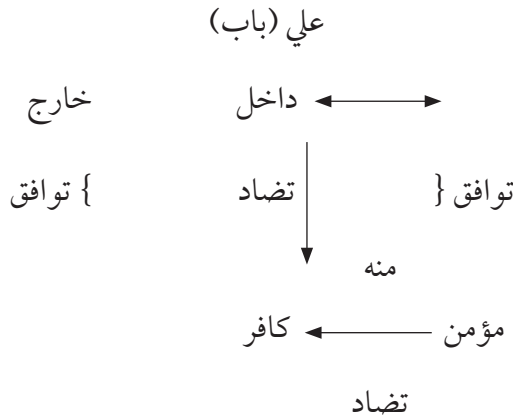 علي (باب)
داخل خارج
توافق { تضاد } توافق
منه
مؤمن كافر
تضاد